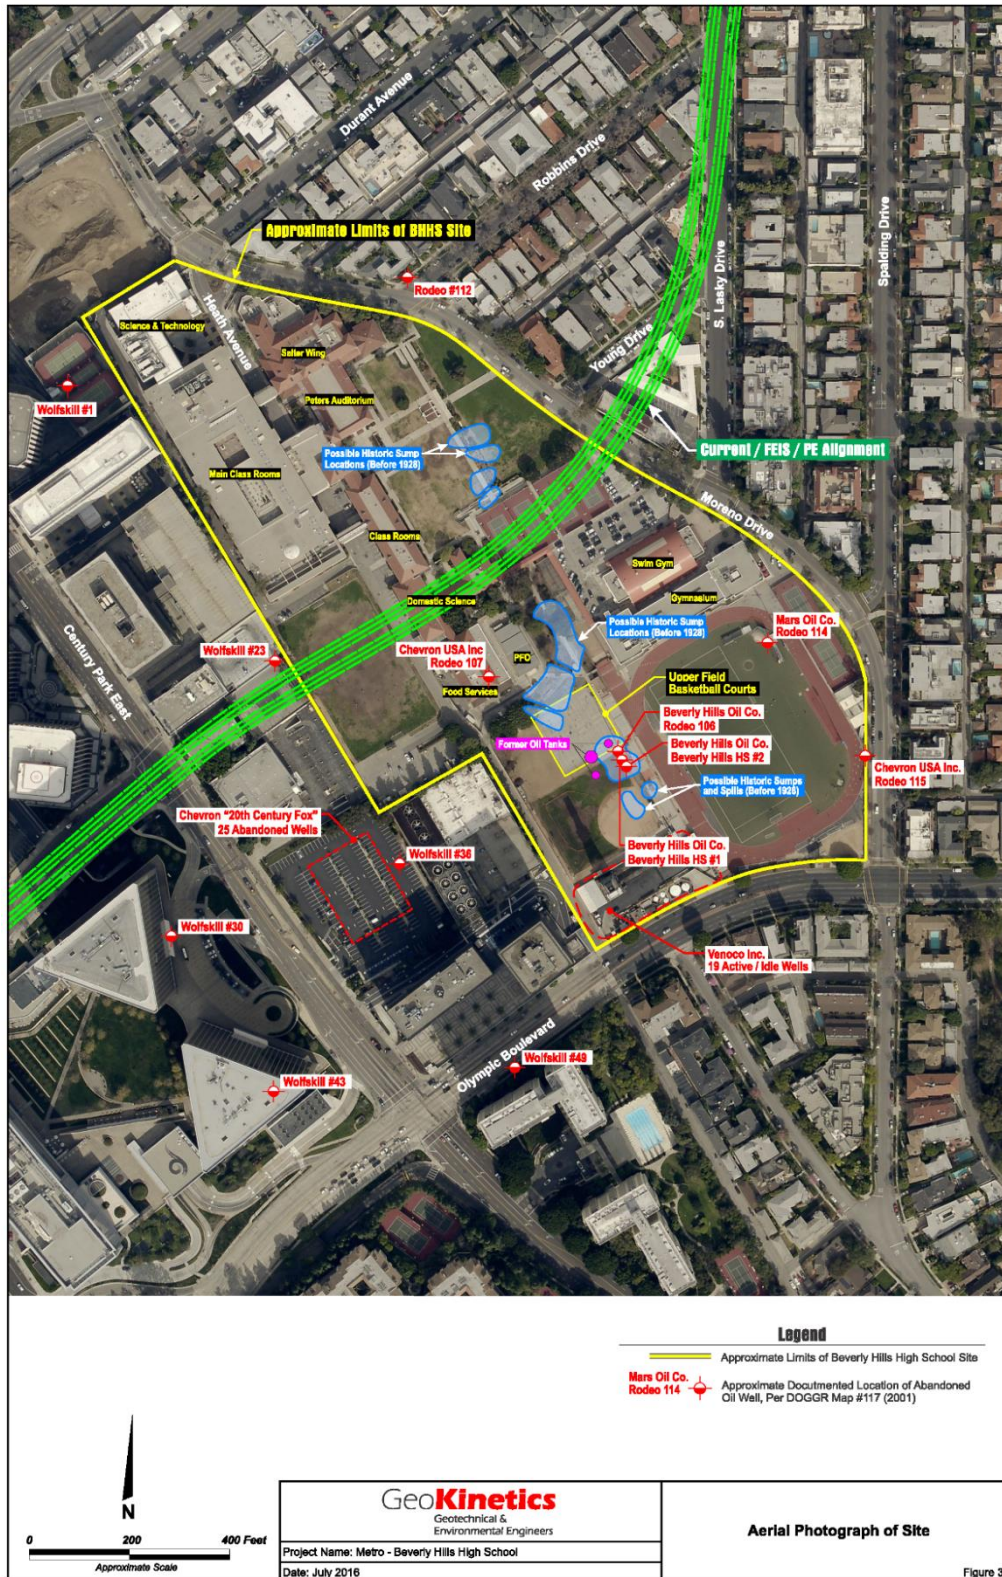 Durant Avenue
Robbins Drive
Approximate Limits of BHHS Site
Spalding Drive
S. Lasky Drive
Rodeo #112
Heath Avenue
Science & Technology
Young Drive
Salter Wing
Wolfskill #1
Peters Auditorium
Current / FEIS / PE Alignment
Possible Historic Sump
Locations (Before 1928)
Main Class Rooms
Moreno Drive
Class Rooms
Swim Gym
Domestic Science
Gymnasium
Possible Historic Sump
Locations (Before 1928)
Mars Oil Co.
Rodeo 114
Century Park East
Wolfskill #23
Chevron USA Inc
Rodeo 107
PFO
Food Services
Upper Field
Basketball Courts
Beverly Hills Oil Co.
Rodeo 106
Former Oil Tanks
Beverly Hills Oil Co.
Beverly Hills HS #2
Chevron USA Inc.
Rodeo 115
Possible Historic Sumps
and Spills (Before 1928)
Chevron "20th Century Fox"
25 Abandoned Wells
Beverly Hills Oil Co.
Beverly Hills HS #1
Wolfskill #36
Wolfskill #30
Venoco Inc.
19 Active / Idle Wells
Olympic Boulevard
Wolfskill #49
Wolfskill #43
Legend
Approximate Limits of Beverly Hills High School Site
Mars Oil Co.
Rodeo 114
Approximate Docutmented Location of Abandoned
Oil Well, Per DOGGR Map #117 (2001)
N
0 200 400 Feet
Approximate Scale
GeoKinetics
Geotechnical &
Environmental Engineers
Project Name: Metro - Beverly Hills High School
Date: July 2016
Aerial Photograph of Site
Figure 3